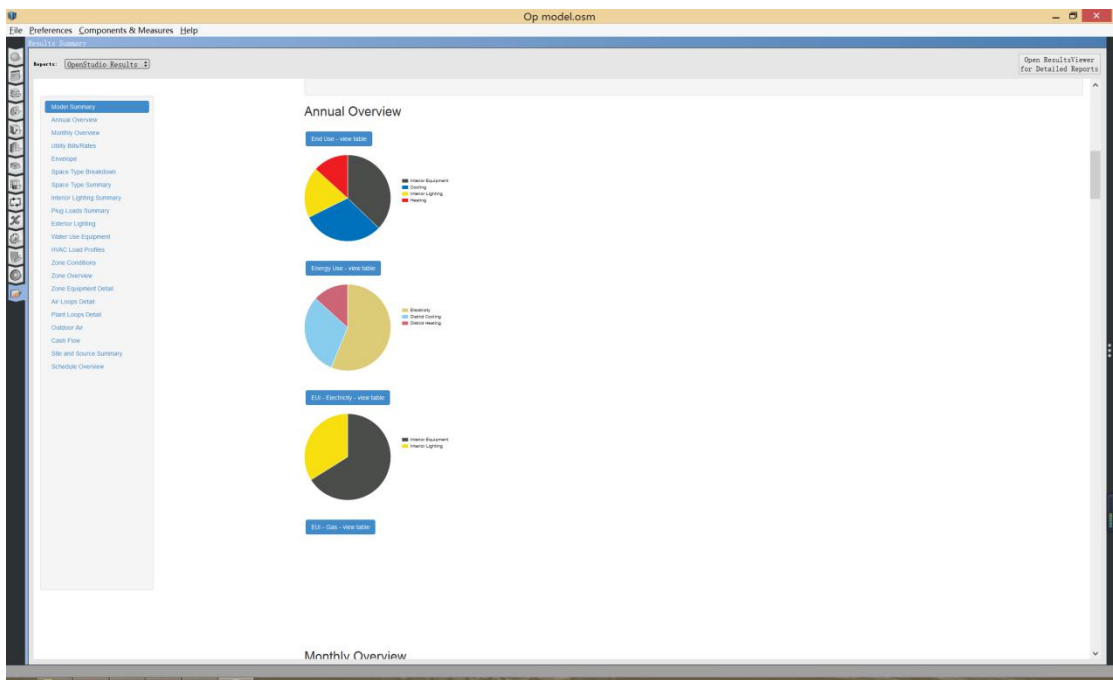 Op model.osm
File Preferences Components & Measures Help
Results Summary
Reports: OpenStudio Results
Open ResultsViewer
for Detailed Reports
Model Summary
Annual Overview
Monthly Overview
Utility Bills/Rates
Envelope
Space Type Breakdown
Space Type Summary
Interior Lighting Summary
Plug Loads Summary
Exterior Lighting
Water Use Equipment
HVAC Load Profiles
Zone Conditions
Zone Overview
Zone Equipment Detail
Air Loops Detail
Plant Loops Detail
Outdoor Air
Cash Flow
Site and Source Summary
Schedule Overview
Annual Overview
End Use - view table
Interior Equipment
Cooling
Interior Lighting
Heating
Energy Use - view table
Electricity
District Cooling
District Heating
EUI - Electricity - view table
Interior Equipment
Interior Lighting
EUI - Gas - view table
Monthly Overview